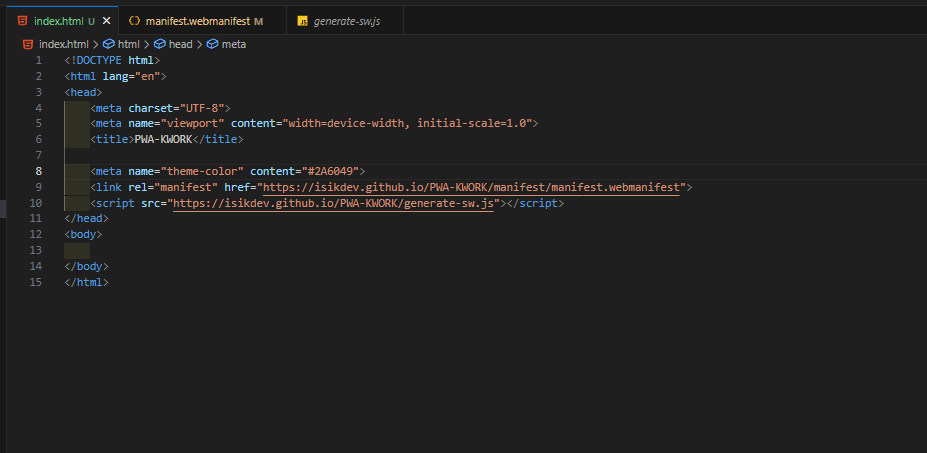 index.html U × manifest.webmanifest M generate-sw.js
index.html > html > head > meta
1 <!DOCTYPE html>
2 <html lang="en">
3 <head>
4 <meta charset="UTF-8">
5 <meta name="viewport" content="width=device-width, initial-scale=1.0">
6 <title>PWA-KWORK</title>
7
8 <meta name="theme-color" content="#2A6049">
9 <link rel="manifest" href="https://isikdev.github.io/PWA-KWORK/manifest/manifest.webmanifest">
10 <script src="https://isikdev.github.io/PWA-KWORK/generate-sw.js"></script>
11 </head>
12 <body>
13
14 </body>
15 </html>